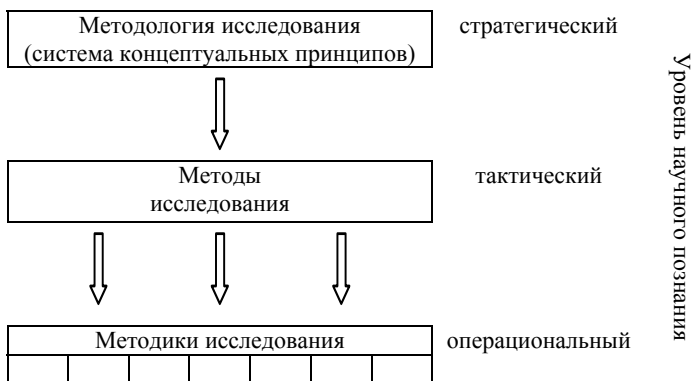 Методология исследования
(система концептуальных принципов)
стратегический
Методы
исследования
тактический
Методики исследования
операциональный
Уровень научного познания